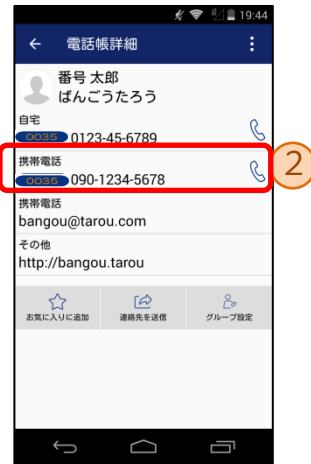 19:44
電話帳詳細
番号 太郎
ばんごうたろう
自宅
0035 0123-45-6789
携帯電話
0035 090-1234-5678
2
携帯電話
bangou@tarou.com
その他
http://bangou.tarou
お気に入りに追加 連絡先を送信 グループ設定